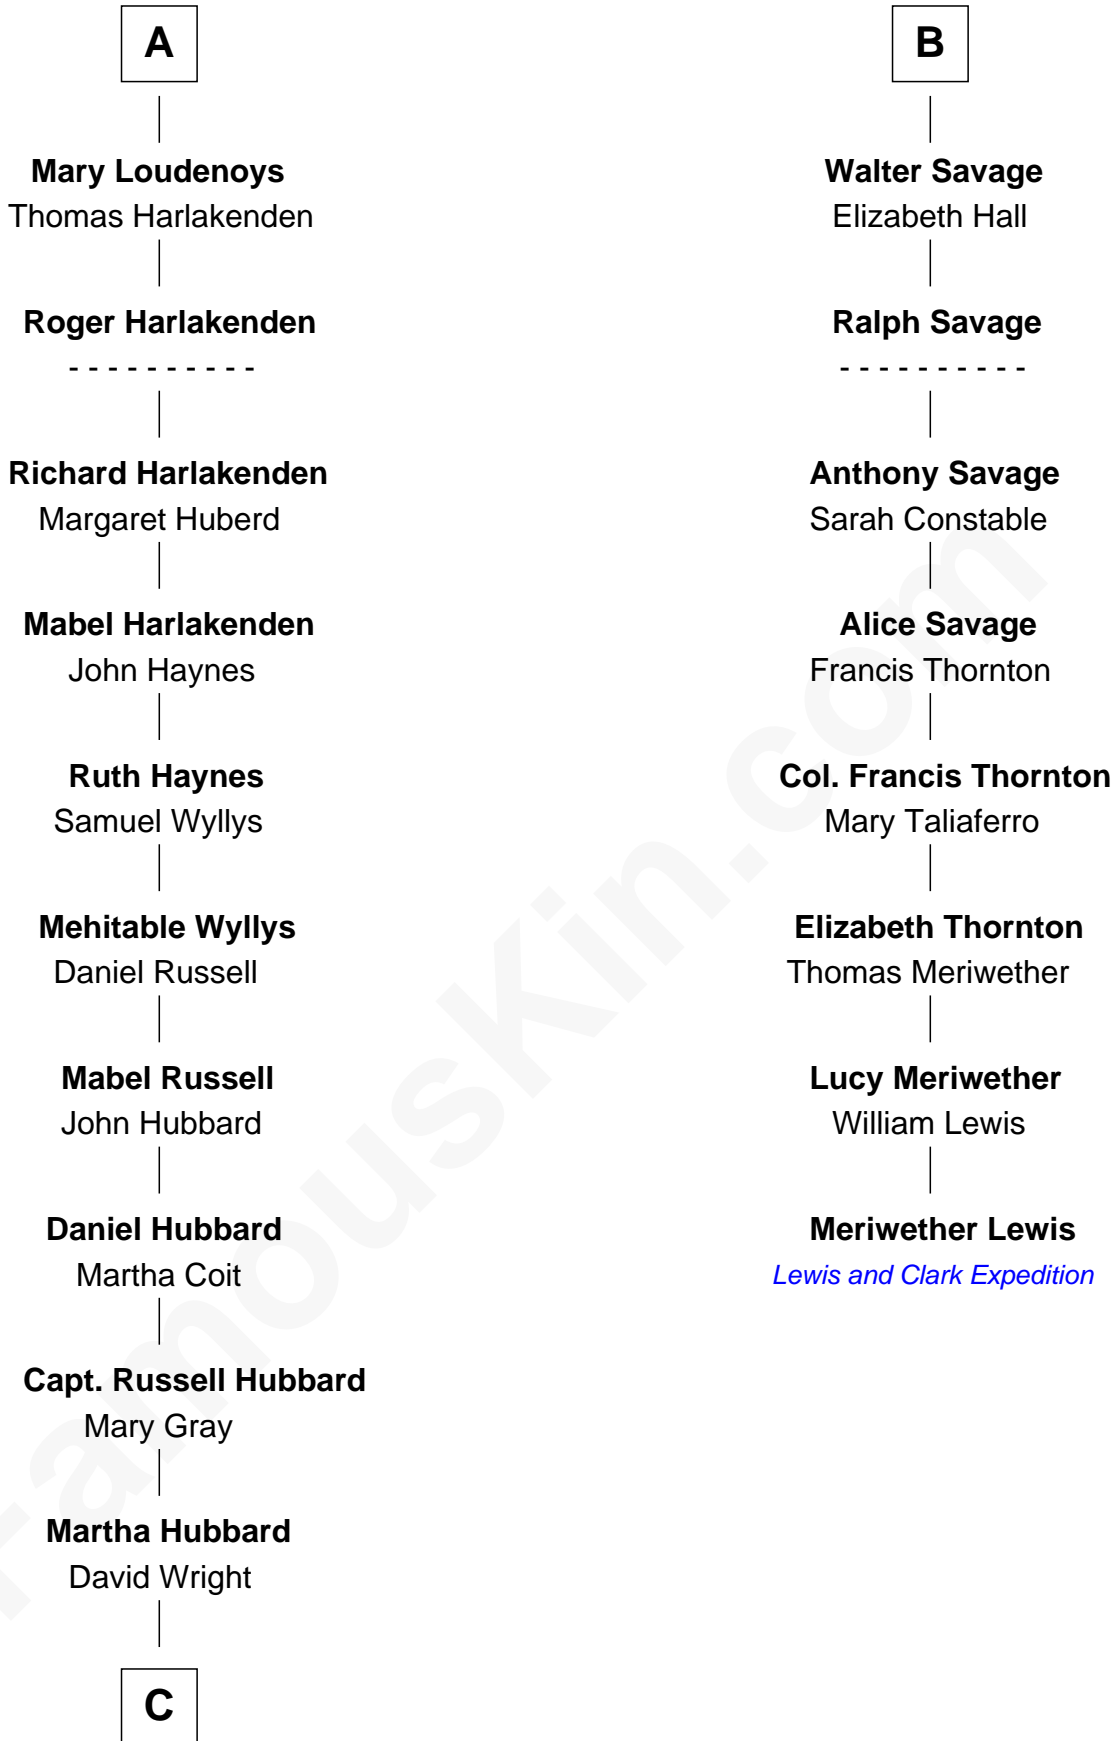 A
Mary Loudenoys
Thomas Harlakenden
Roger Harlakenden
- - - - - - - - - -
Richard Harlakenden
Margaret Huberd
Mabel Harlakenden
John Haynes
Ruth Haynes
Samuel Wyllys
Mehitable Wyllys
Daniel Russell
Mabel Russell
John Hubbard
Daniel Hubbard
Martha Coit
Capt. Russell Hubbard
Mary Gray
Martha Hubbard
David Wright
C
B
Walter Savage
Elizabeth Hall
Ralph Savage
- - - - - - - - - -
Anthony Savage
Sarah Constable
Alice Savage
Francis Thornton
Col. Francis Thornton
Mary Taliaferro
Elizabeth Thornton
Thomas Meriwether
Lucy Meriwether
William Lewis
Meriwether Lewis
Lewis and Clark Expedition
FamousKin.com